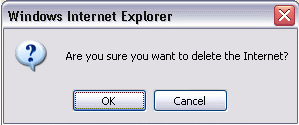 Windows Internet Explorer
Are you sure you want to delete the Internet?
OK
Cancel